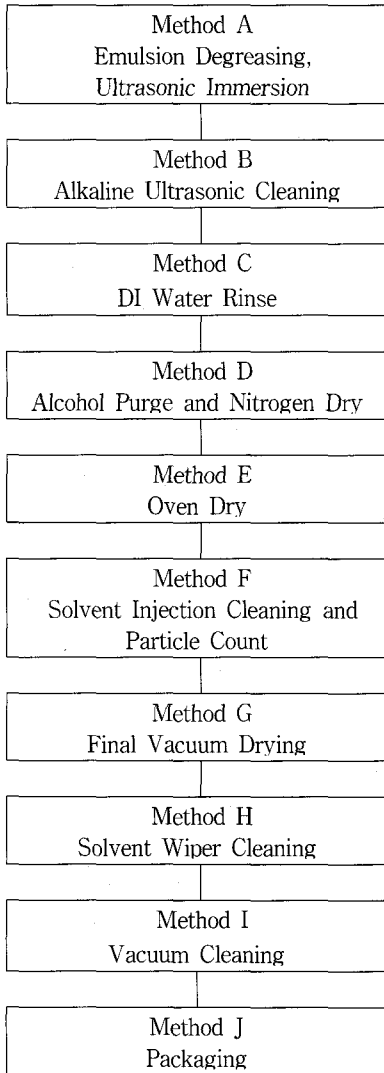 Method A
Emulsion Degreasing,
Ultrasonic Immersion
Method B
Alkaline Ultrasonic Cleaning
Method C
DI Water Rinse
Method D
Alcohol Purge and Nitrogen Dry
Method E
Oven Dry
Method F
Solvent Injection Cleaning and
Particle Count
Method G
Final Vacuum Drying
Method H
Solvent Wiper Cleaning
Method I
Vacuum Cleaning
Method J
Packaging